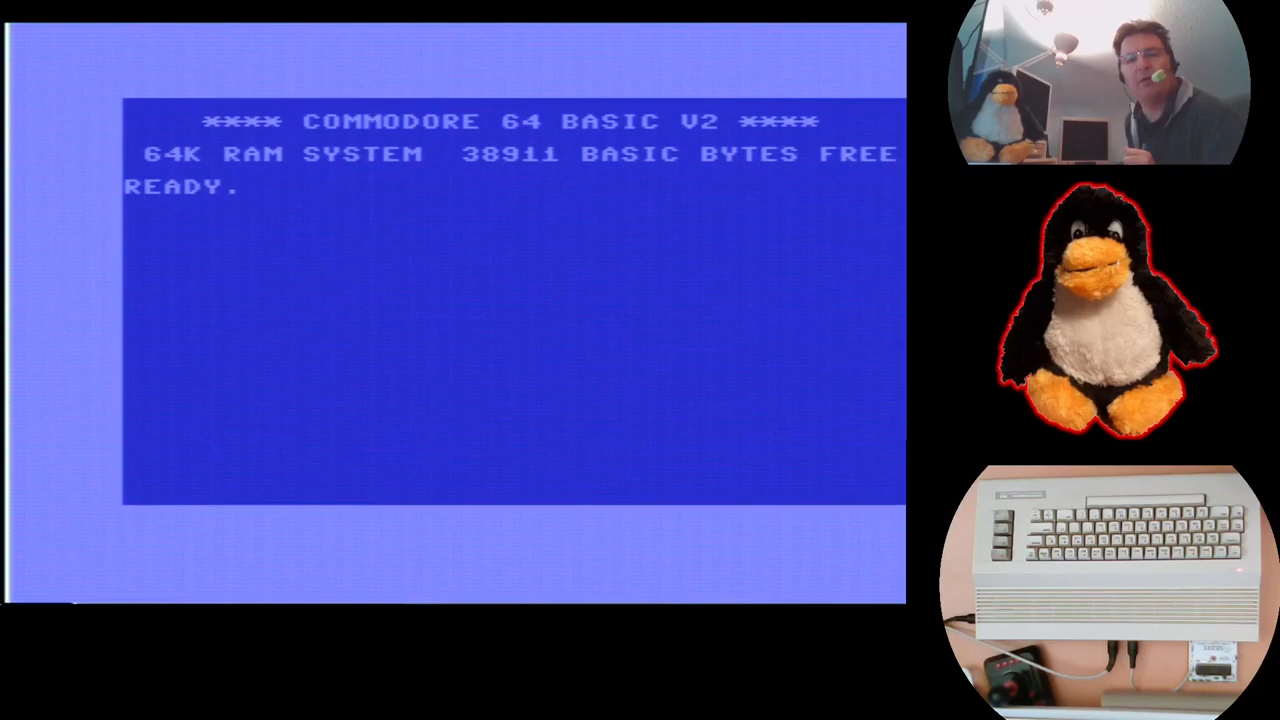 **** COMMODORE 64 BASIC V2 ****
64K RAM SYSTEM  38911 BASIC BYTES FREE
READY.